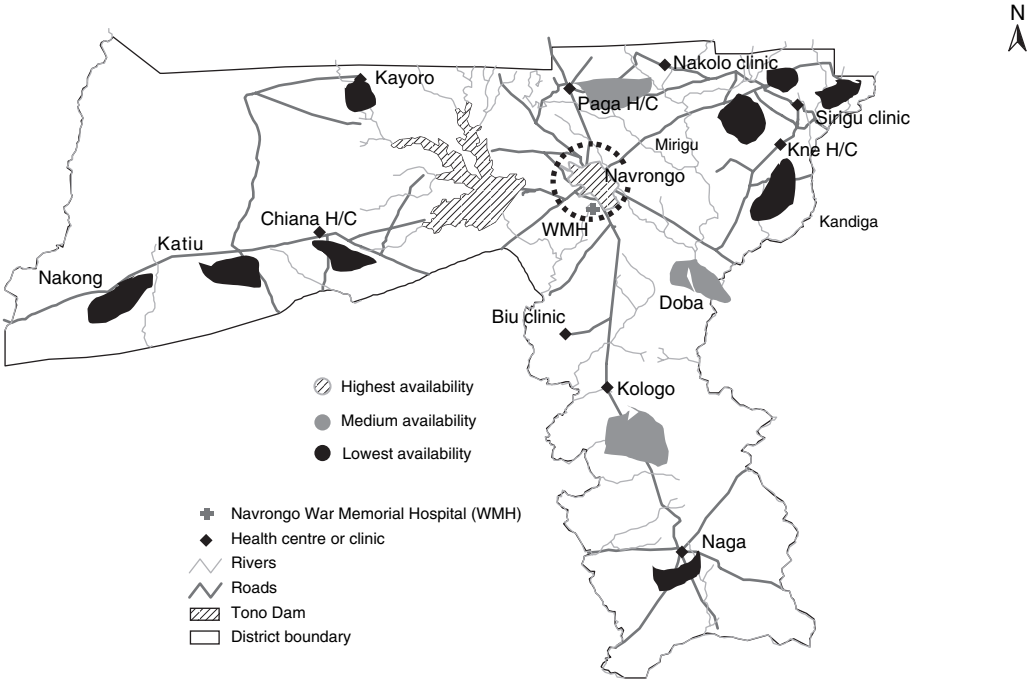 N
Kayoro
Nakolo clinic
Paga H/C
Sirigu clinic
Mirigu
Kne H/C
Navrongo
Chiana H/C
WMH
Kandiga
Katiu
Nakong
Doba
Biu clinic
Kologo
Naga
Highest availability
Medium availability
Lowest availability
Navrongo War Memorial Hospital (WMH)
Health centre or clinic
Rivers
Roads
Tono Dam
District boundary